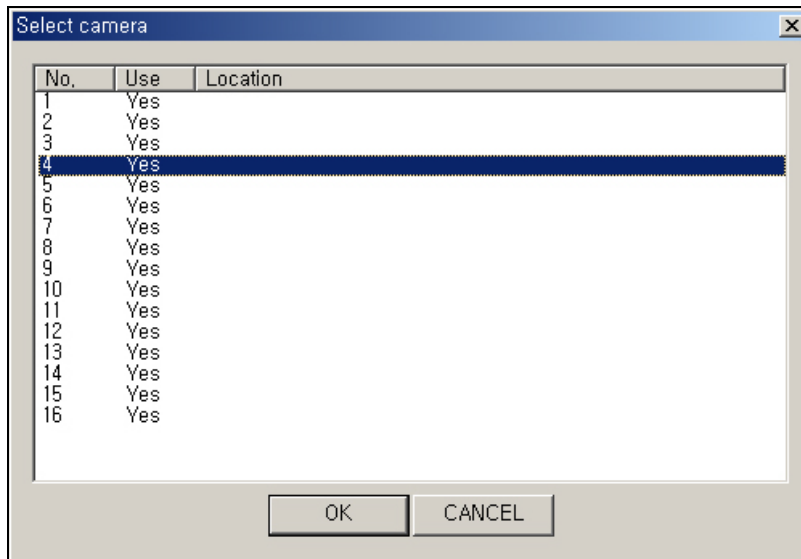 Select camera
No. Use Location
1 Yes
2 Yes
3 Yes
4 Yes
5 Yes
6 Yes
7 Yes
8 Yes
9 Yes
10 Yes
11 Yes
12 Yes
13 Yes
14 Yes
15 Yes
16 Yes
OK CANCEL